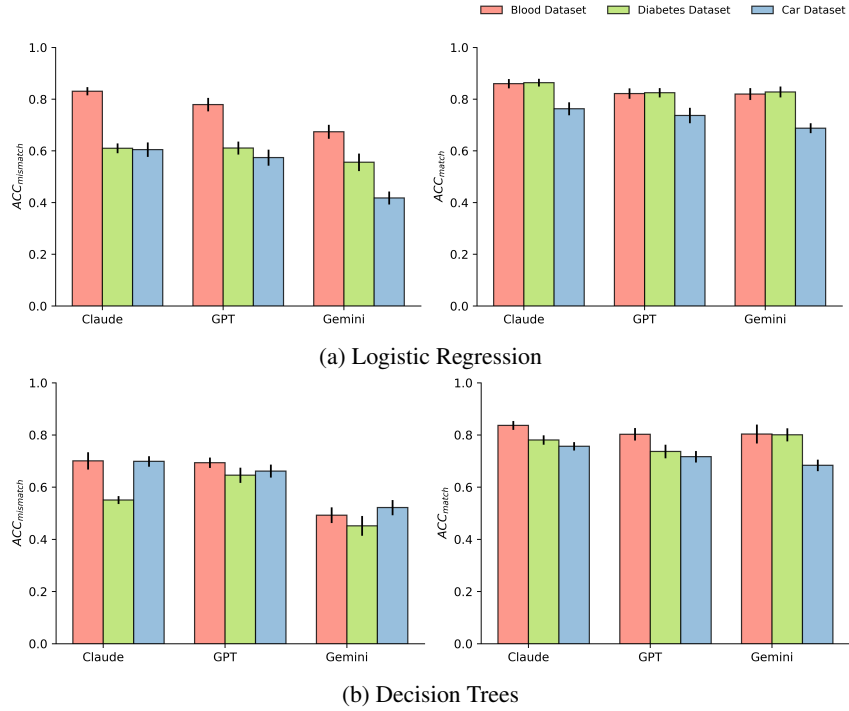 Blood Dataset Diabetes Dataset Car Dataset
1.0
0.8
0.6
0.4
0.2
0.0
ACC_mismatch
Claude GPT Gemini
1.0
0.8
0.6
0.4
0.2
0.0
ACC_match
Claude GPT Gemini
(a) Logistic Regression
1.0
0.8
0.6
0.4
0.2
0.0
ACC_mismatch
Claude GPT Gemini
1.0
0.8
0.6
0.4
0.2
0.0
ACC_match
Claude GPT Gemini
(b) Decision Trees